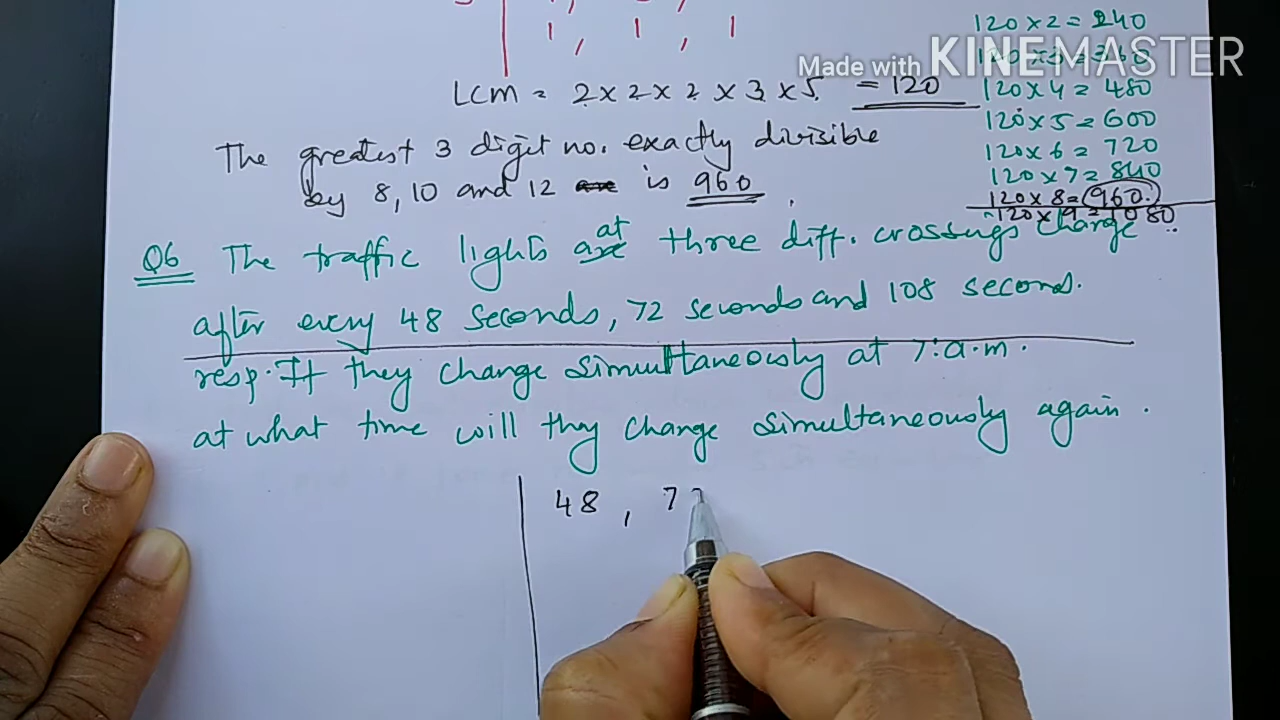 1, 1, 1
LCM = 2×2×2×3×5 = 120
The greatest 3 digit no. exactly divisible
by 8, 10 and 12 is 960.
120×2=240
120×4=480
120×5=600
120×6=720
120×7=840
120×8=960.
120×9=1080
Made with KINEMASTER
Q6 The traffic lights at three diff. crossings change
after every 48 seconds, 72 seconds and 108 seconds.
resp. If they change simultaneously at 7:a.m.
at what time will they change simultaneously again.
48, 72